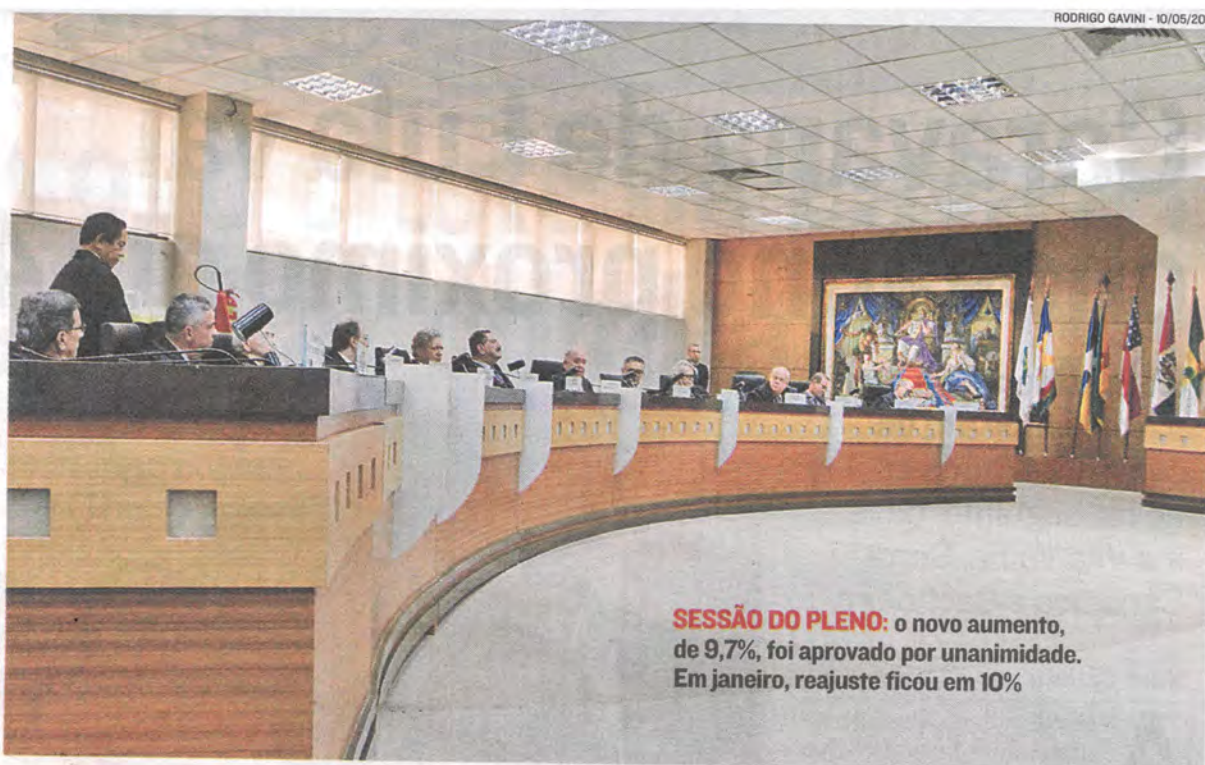 RODRIGO GAVINI - 10/05/20
SESSÃO DO PLENO: o novo aumento,
de 9,7%, foi aprovado por unanimidade.
Em janeiro, reajuste ficou em 10%